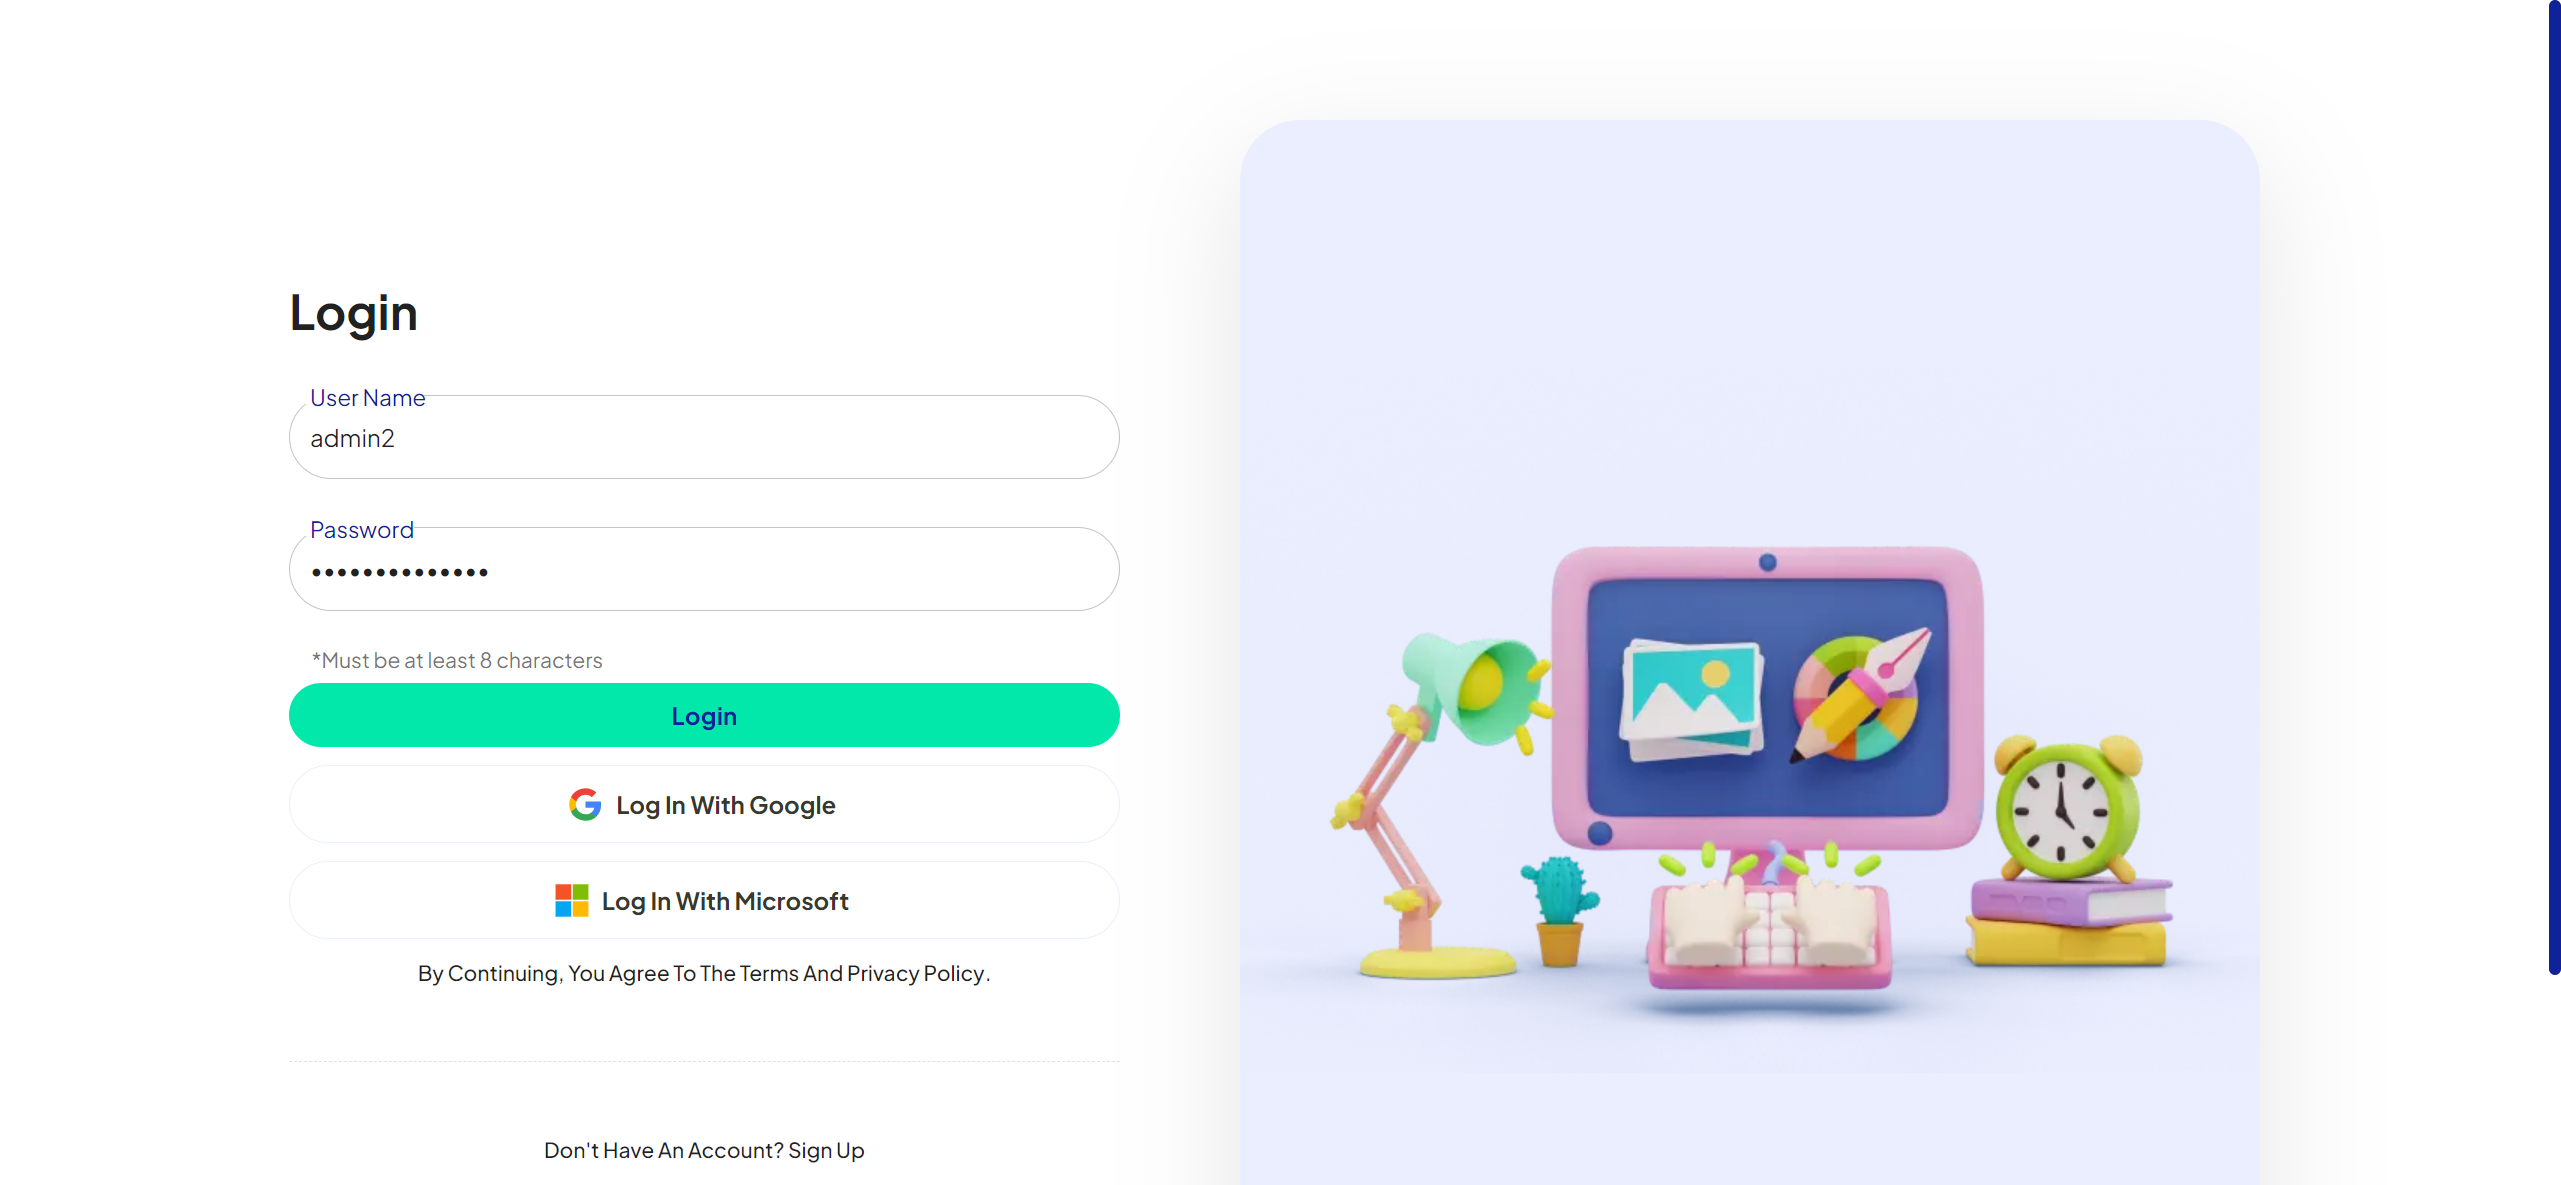 Login
User Name
admin2
Password
••••••••••••••
*Must be at least 8 characters
Login
Log In With Google
Log In With Microsoft
By Continuing, You Agree To The Terms And Privacy Policy.
Don't Have An Account? Sign Up